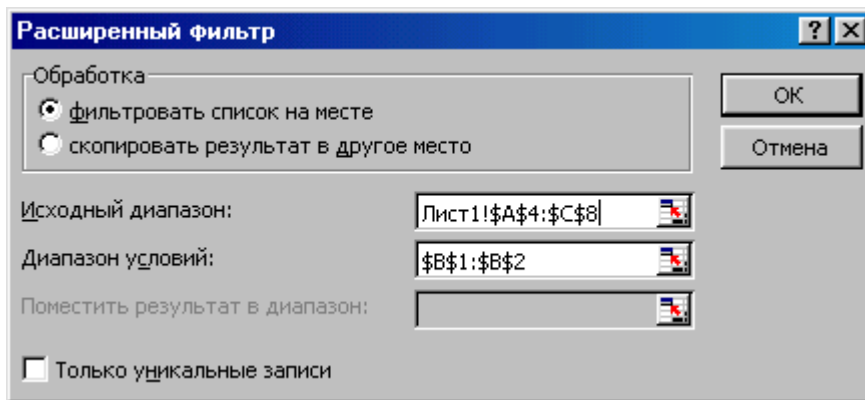 Расширенный фильтр
Обработка
фильтровать список на месте
скопировать результат в другое место
ОК
Отмена
Исходный диапазон:
Лист1!$A$4:$C$8
Диапазон условий:
$B$1:$B$2
Поместить результат в диапазон:
Только уникальные записи